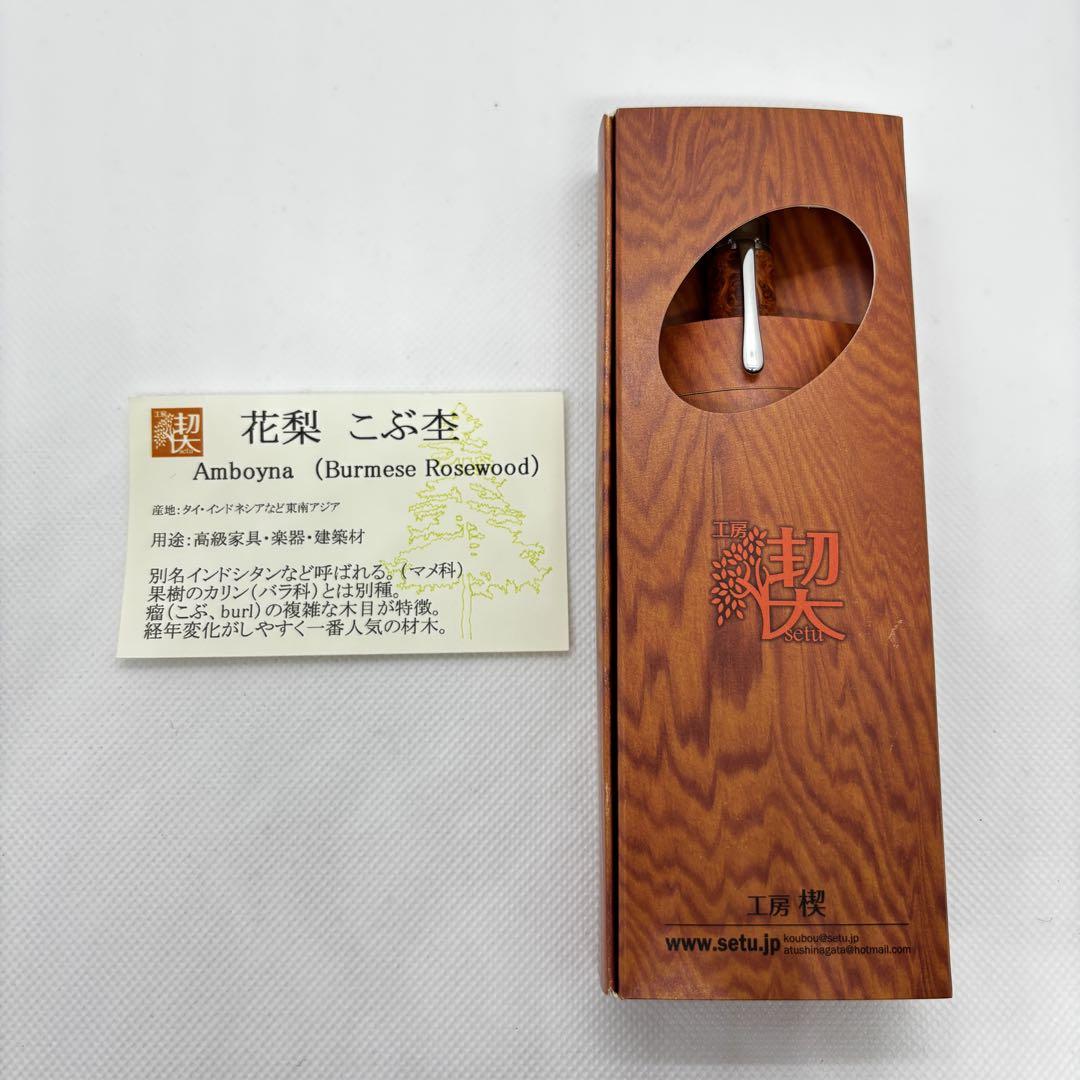 工房
楔
setu
花梨 こぶ杢
Amboyna （Burmese Rosewood）
産地：タイ・インドネシアなど東南アジア
用途：高級家具・楽器・建築材
別名インドシタンなど呼ばれる。（マメ科）
果樹のカリン（バラ科）とは別種。
瘤（こぶ、burl）の複雑な木目が特徴。
経年変化がしやすく一番人気の材木。
工房
楔
setu
工房 楔
www.setu.jp
koubou@setu.jp
atushinagata@hotmail.com